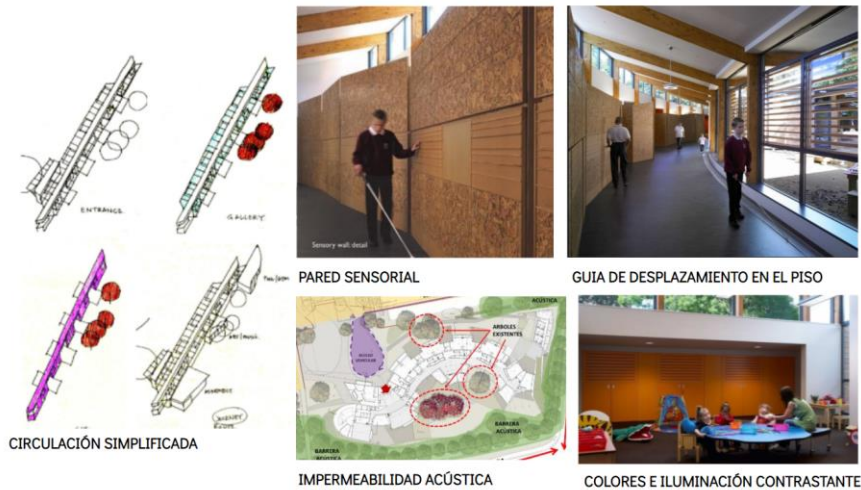 ENTRANCE
GALLERY
CIRCULACIÓN SIMPLIFICADA
Sensory wall: detail
PARED SENSORIAL
GUIA DE DESPLAZAMIENTO EN EL PISO
ACÚSTICA
ARBOLES
EXISTENTES
BARRERA
ACÚSTICA
BARRERA
ACÚSTICA
IMPERMEABILIDAD ACÚSTICA
COLORES E ILUMINACIÓN CONTRASTANTE